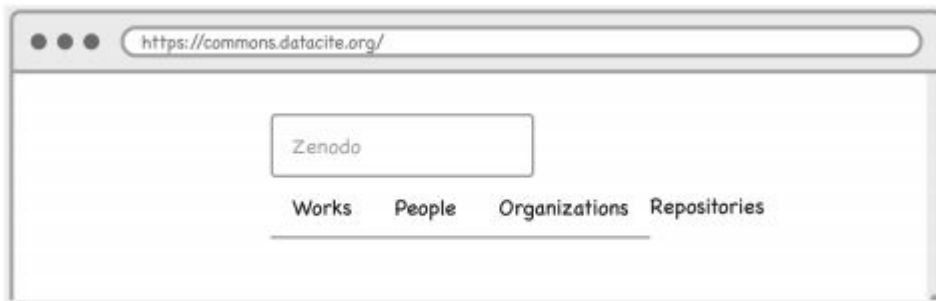 https://commons.datacite.org/
Zenodo
Works People Organizations Repositories